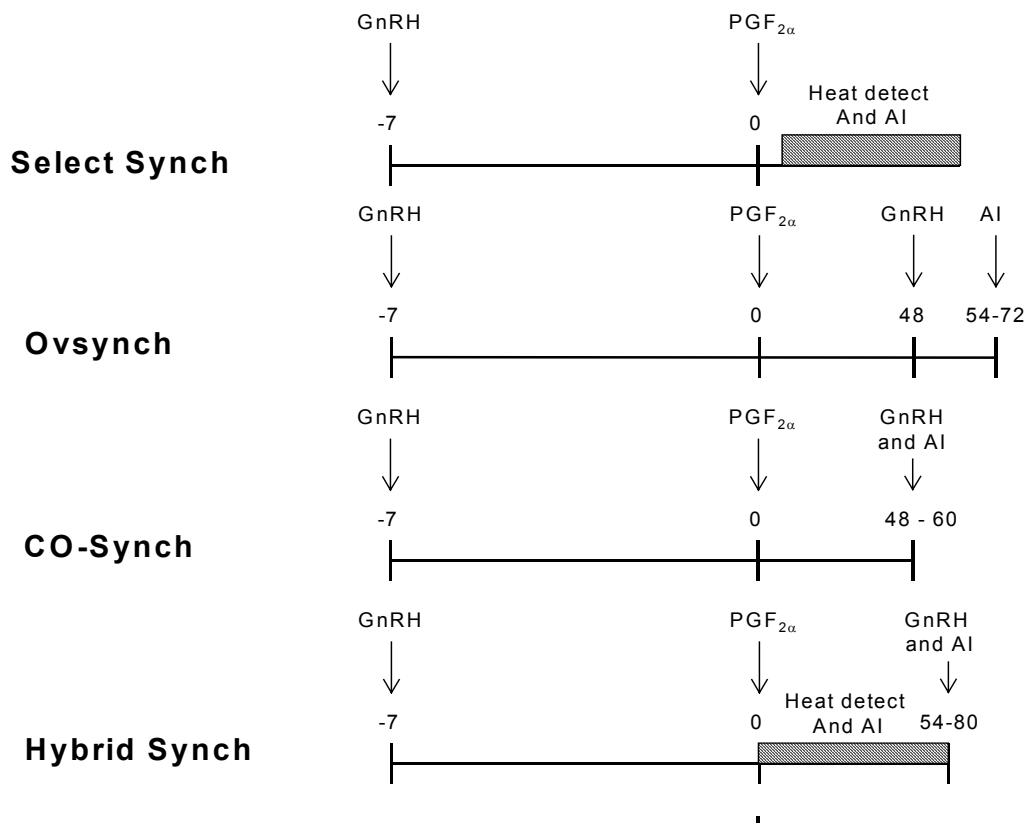 GnRH PGF2α
Heat detect
And AI
-7 0
Select Synch
GnRH PGF2α GnRH AI
-7 0 48 54-72
Ovsynch
GnRH PGF2α GnRH
and AI
-7 0 48 - 60
CO-Synch
GnRH PGF2α GnRH
and AI
Heat detect
-7 0 And AI 54-80
Hybrid Synch